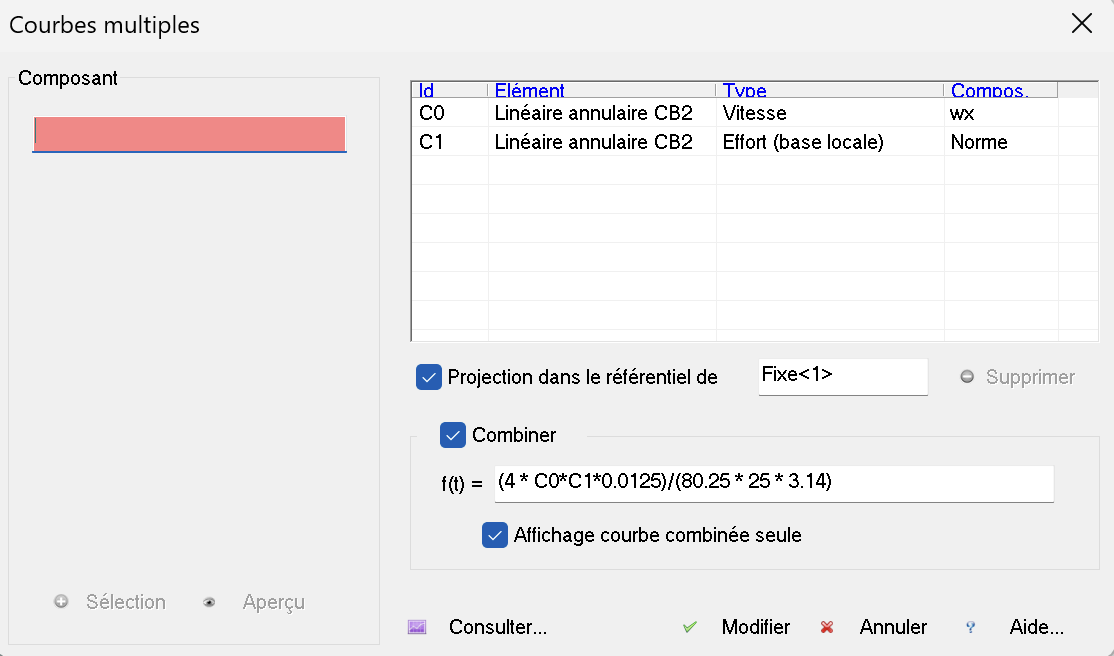 Courbes multiples
Composant
Sélection Aperçu
Id Elément Type Compos.
C0 Linéaire annulaire CB2 Vitesse wx
C1 Linéaire annulaire CB2 Effort (base locale) Norme
Projection dans le référentiel de Fixe<1> Supprimer
Combiner
f(t) = (4 * C0*C1*0.0125)/(80.25 * 25 * 3.14)
Affichage courbe combinée seule
Consulter... Modifier Annuler ? Aide...